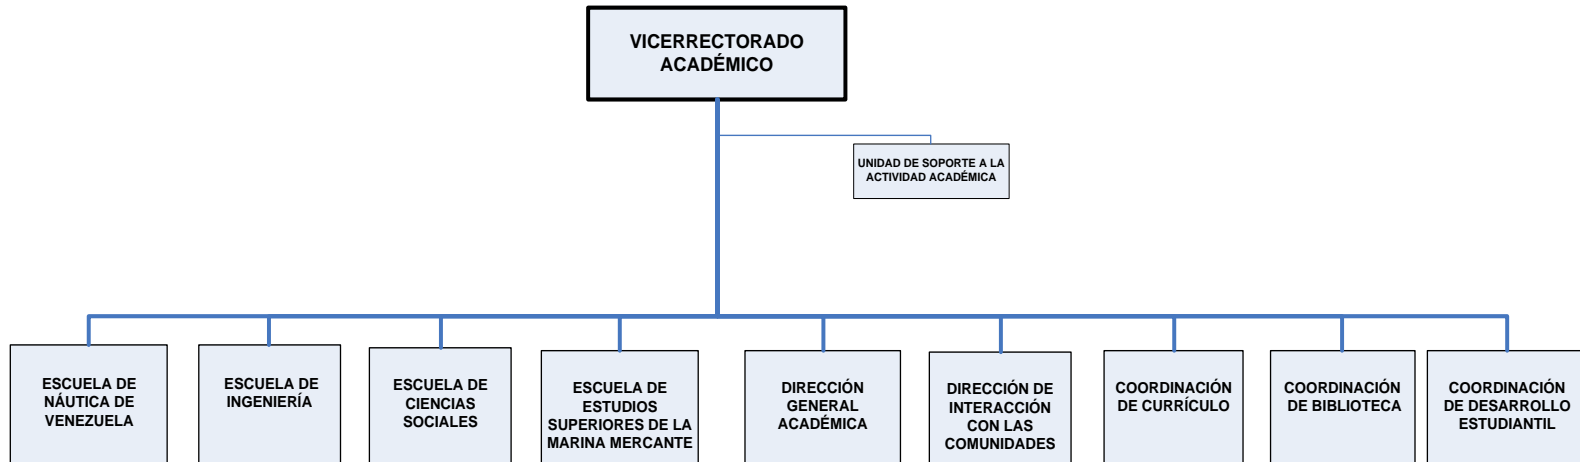 VICERRECTORADO
ACADÉMICO
UNIDAD DE SOPORTE A LA
ACTIVIDAD ACADÉMICA
ESCUELA DE
NÁUTICA DE
VENEZUELA
ESCUELA DE
INGENIERÍA
ESCUELA DE
CIENCIAS
SOCIALES
ESCUELA DE
ESTUDIOS
SUPERIORES DE LA
MARINA MERCANTE
DIRECCIÓN
GENERAL
ACADÉMICA
DIRECCIÓN DE
INTERACCIÓN
CON LAS
COMUNIDADES
COORDINACIÓN
DE CURRÍCULO
COORDINACIÓN
DE BIBLIOTECA
COORDINACIÓN
DE DESARROLLO
ESTUDIANTIL